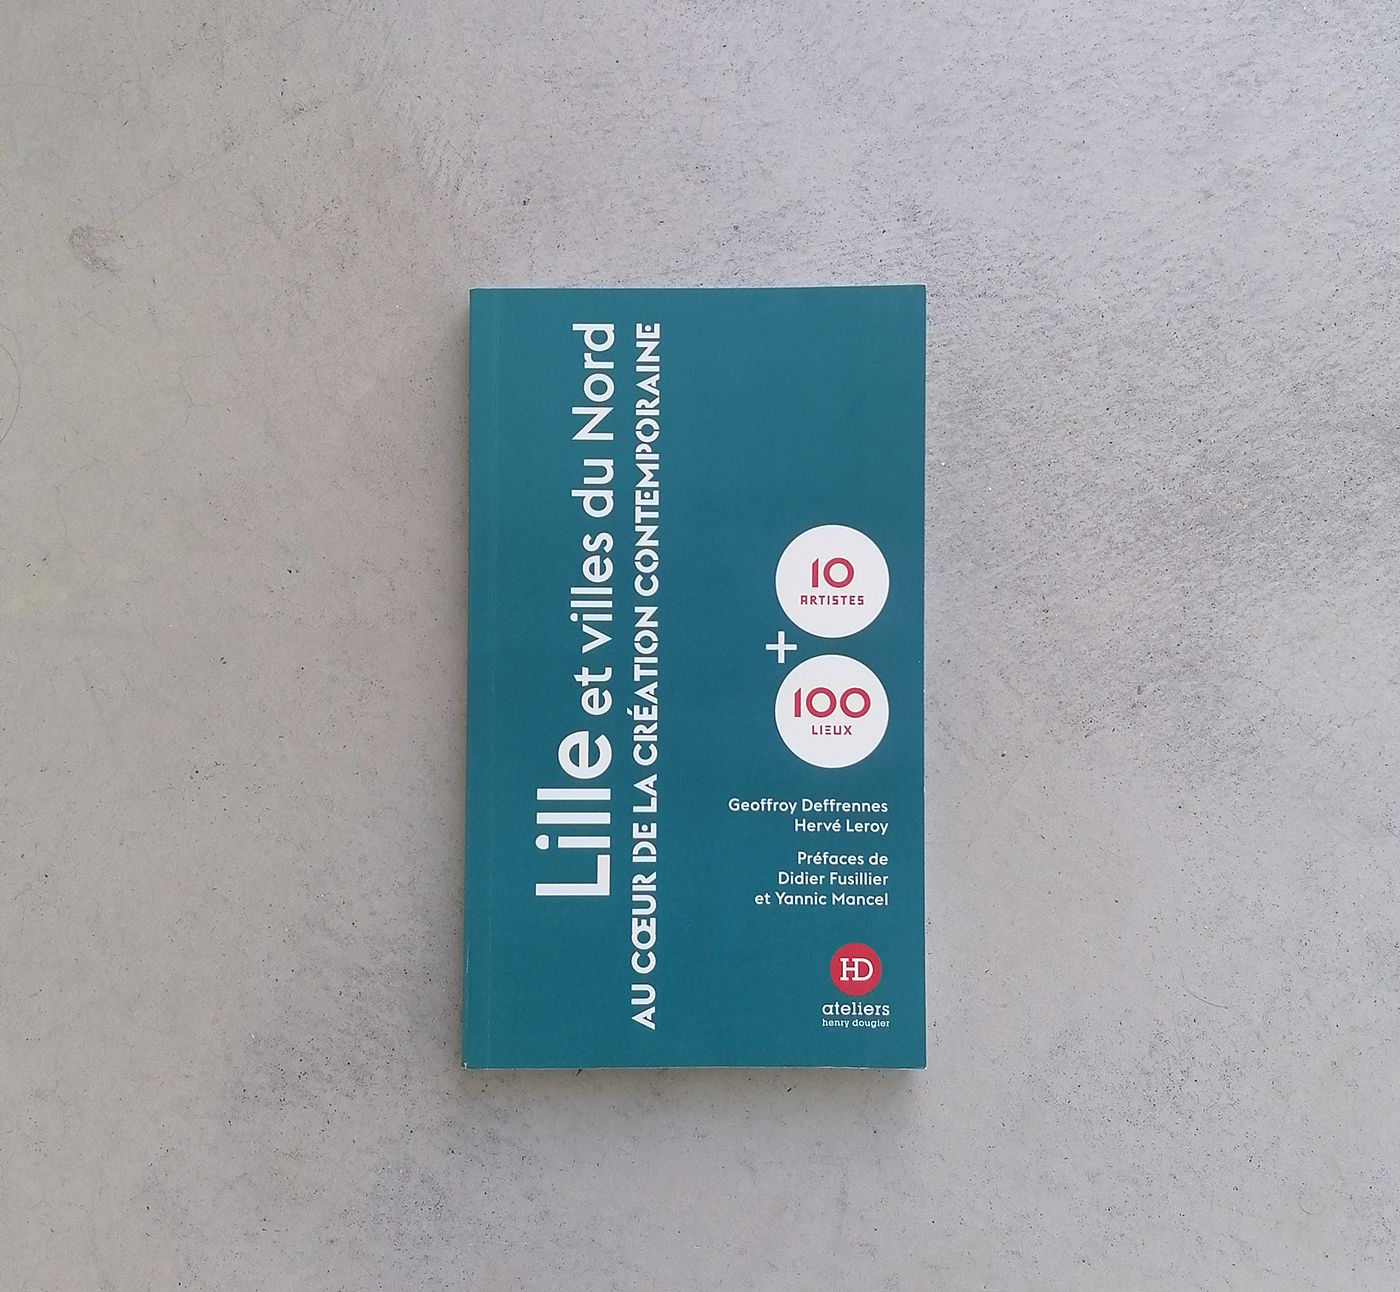 Lille et villes du Nord
AU CŒUR DE LA CRÉATION CONTEMPORAINE
10
ARTISTES
+
100
LIEUX
Geoffroy Deffrennes
Hervé Leroy
Préfaces de
Didier Fusillier
et Yannic Mancel
HD
ateliers
henry dougier